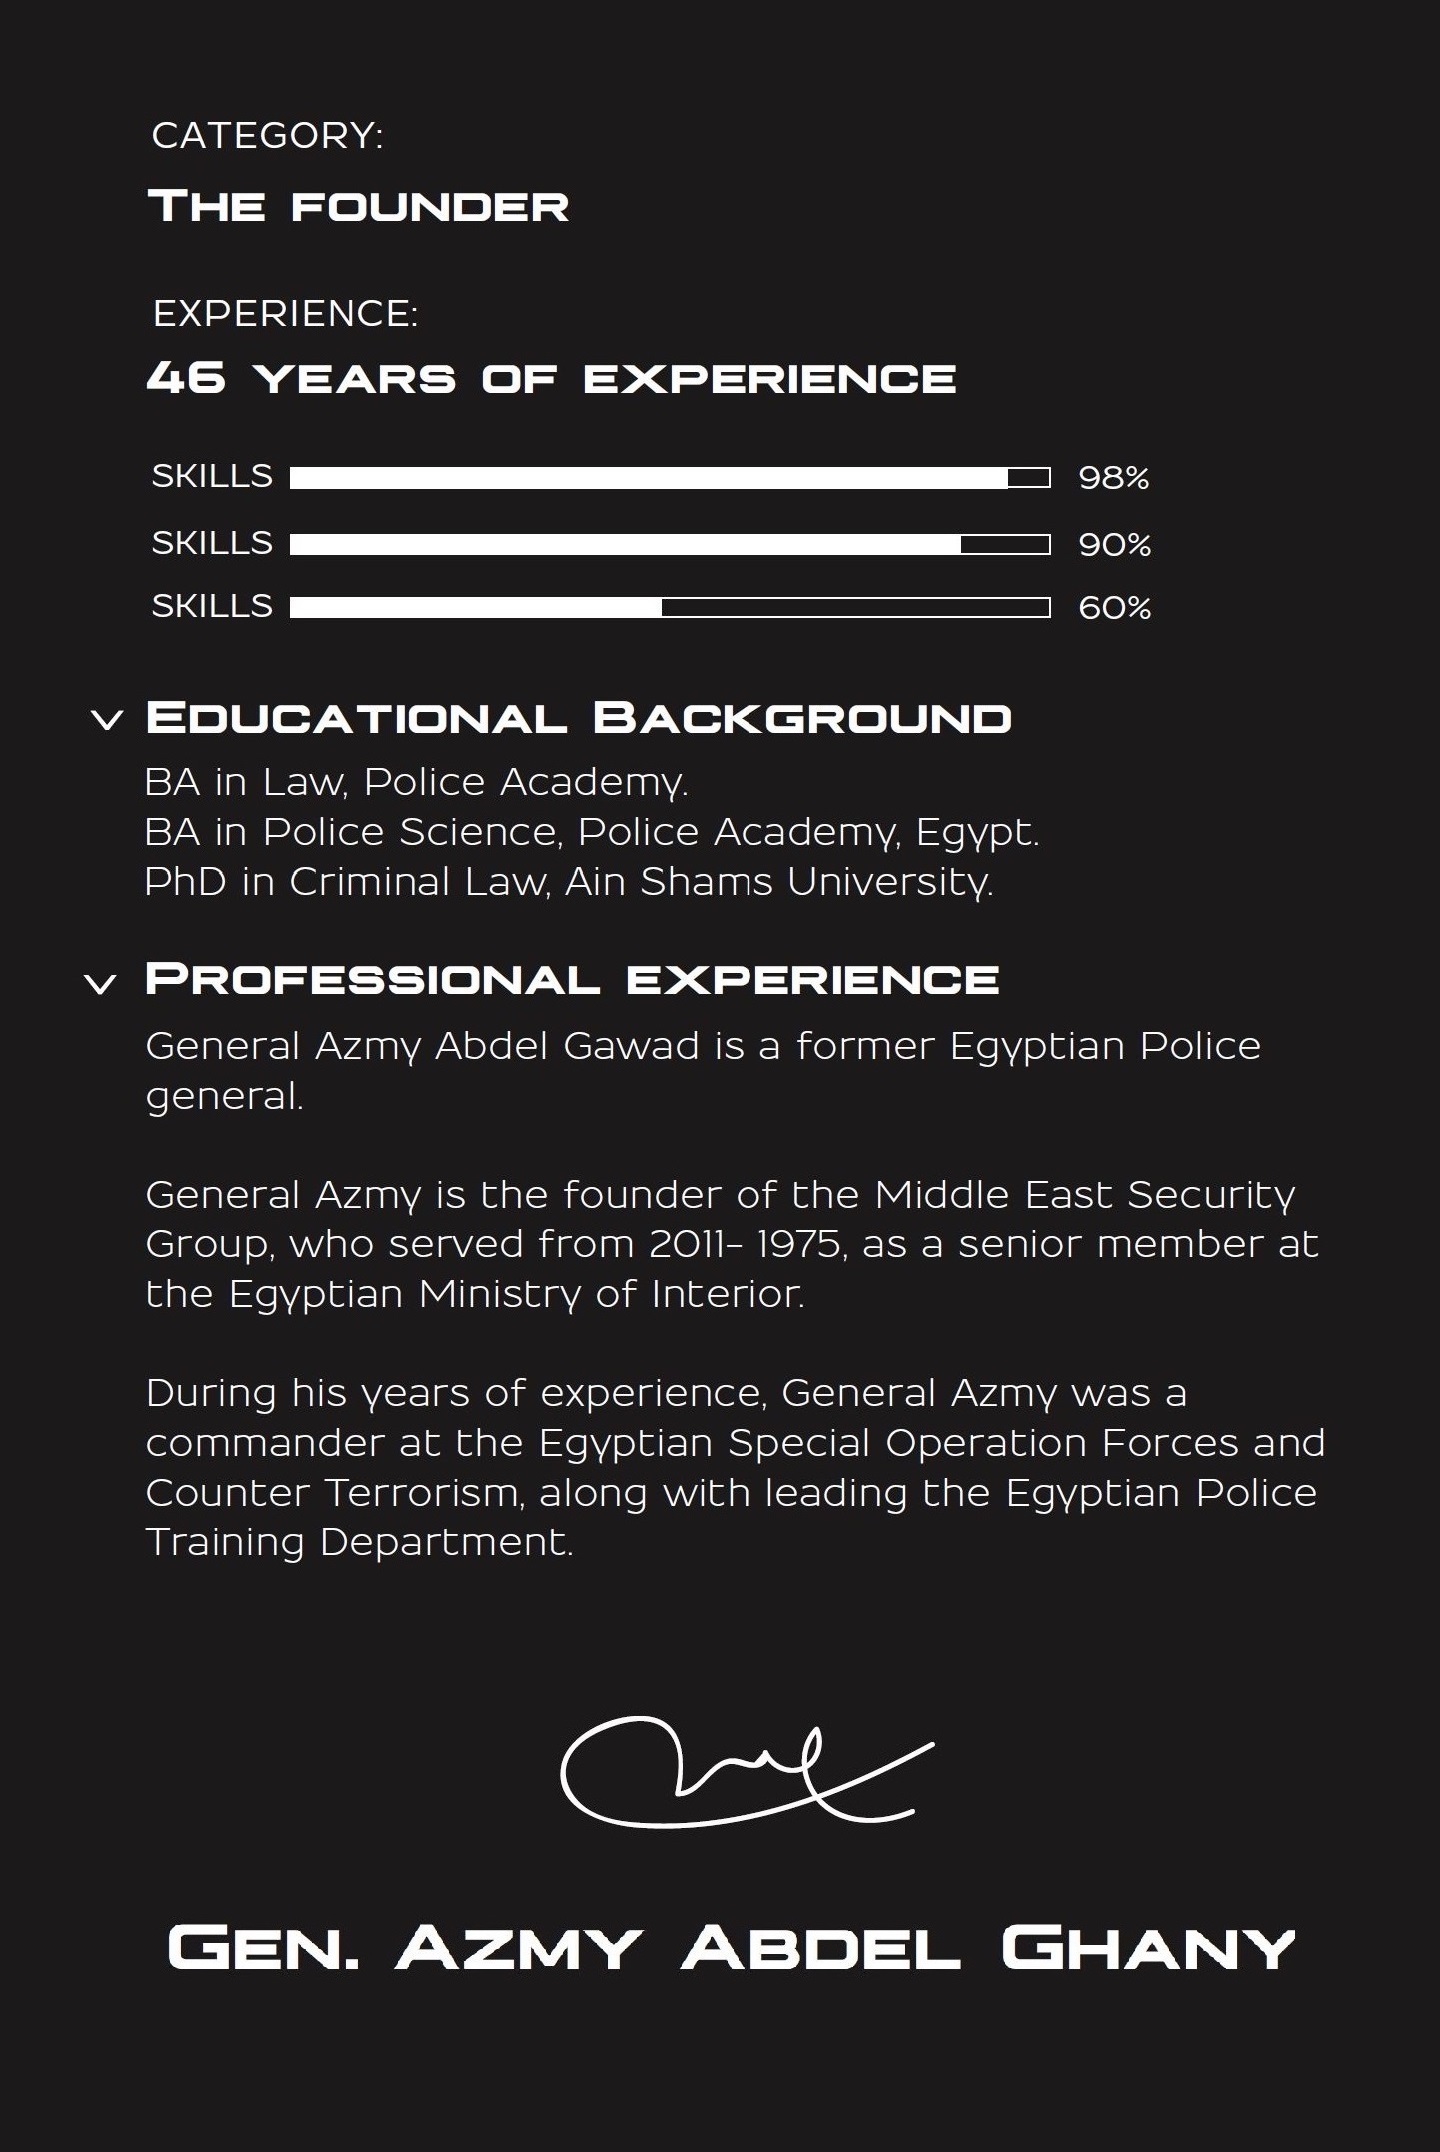 CATEGORY:
THE FOUNDER
EXPERIENCE:
46 YEARS OF EXPERIENCE
SKILLS 98%
SKILLS 90%
SKILLS 60%
EDUCATIONAL BACKGROUND
BA in Law, Police Academy.
BA in Police Science, Police Academy, Egypt.
PhD in Criminal Law, Ain Shams University.
PROFESSIONAL EXPERIENCE
General Azmy Abdel Gawad is a former Egyptian Police
general.
General Azmy is the founder of the Middle East Security
Group, who served from 2011- 1975, as a senior member at
the Egyptian Ministry of Interior.
During his years of experience, General Azmy was a
commander at the Egyptian Special Operation Forces and
Counter Terrorism, along with leading the Egyptian Police
Training Department.
GEN. AZMY ABDEL GHANY